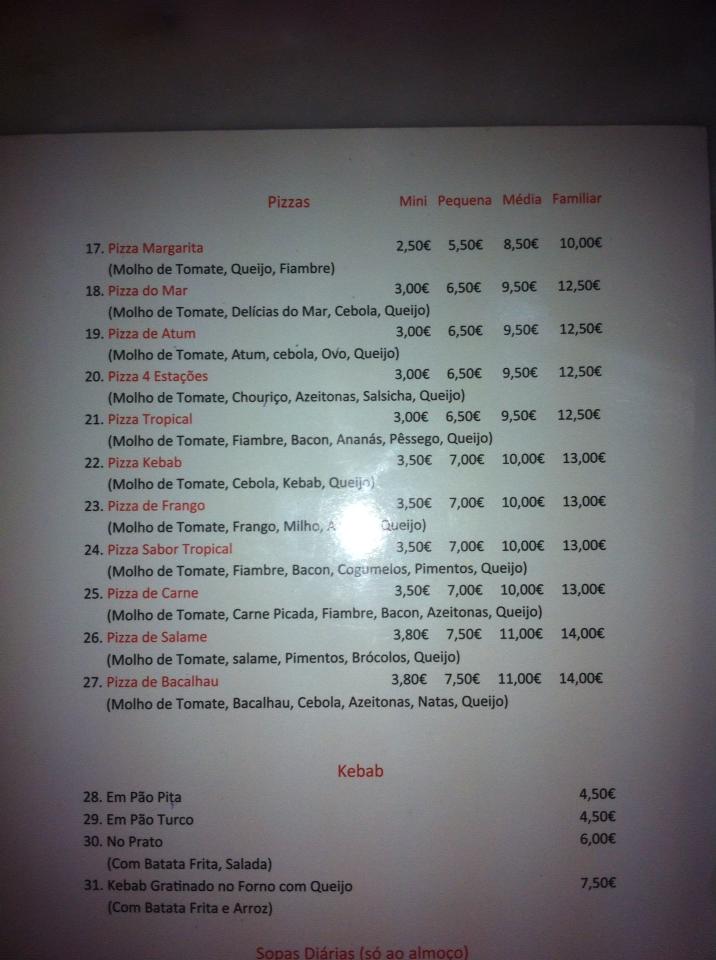 Pizzas Mini Pequena Média Familiar
17. Pizza Margarita 2,50€ 5,50€ 8,50€ 10,00€
(Molho de Tomate, Queijo, Fiambre)
18. Pizza do Mar 3,00€ 6,50€ 9,50€ 12,50€
(Molho de Tomate, Delícias do Mar, Cebola, Queijo)
19. Pizza de Atum 3,00€ 6,50€ 9,50€ 12,50€
(Molho de Tomate, Atum, cebola, Ovo, Queijo)
20. Pizza 4 Estações 3,00€ 6,50€ 9,50€ 12,50€
(Molho de Tomate, Chouriço, Azeitonas, Salsicha, Queijo)
21. Pizza Tropical 3,00€ 6,50€ 9,50€ 12,50€
(Molho de Tomate, Fiambre, Bacon, Ananás, Pêssego, Queijo)
22. Pizza Kebab 3,50€ 7,00€ 10,00€ 13,00€
(Molho de Tomate, Cebola, Kebab, Queijo)
23. Pizza de Frango 3,50€ 7,00€ 10,00€ 13,00€
(Molho de Tomate, Frango, Milho, Queijo)
24. Pizza Sabor Tropical 3,50€ 7,00€ 10,00€ 13,00€
(Molho de Tomate, Fiambre, Bacon, Cogumelos, Pimentos, Queijo)
25. Pizza de Carne 3,50€ 7,00€ 10,00€ 13,00€
(Molho de Tomate, Carne Picada, Fiambre, Bacon, Azeitonas, Queijo)
26. Pizza de Salame 3,80€ 7,50€ 11,00€ 14,00€
(Molho de Tomate, salame, Pimentos, Brócolos, Queijo)
27. Pizza de Bacalhau 3,80€ 7,50€ 11,00€ 14,00€
(Molho de Tomate, Bacalhau, Cebola, Azeitonas, Natas, Queijo)
Kebab
28. Em Pão Pita 4,50€
29. Em Pão Turco 4,50€
30. No Prato 6,00€
(Com Batata Frita, Salada)
31. Kebab Gratinado no Forno com Queijo 7,50€
(Com Batata Frita e Arroz)
Sopas Diárias (só ao almoço)